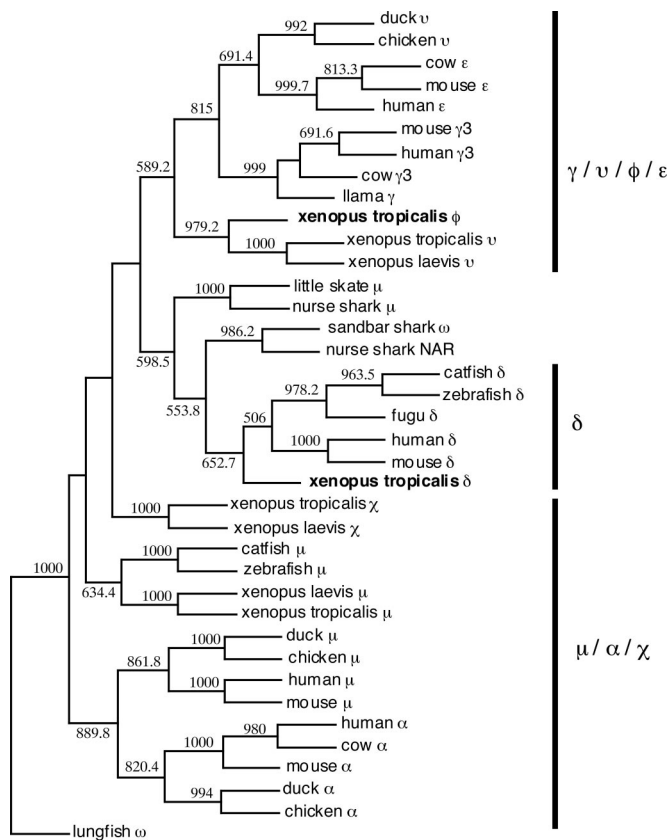 duck υ
992
chicken υ
691.4
cow ε
813.3
999.7
mouse ε
human ε
815
mouse γ3
691.6
human γ3
999
cow γ3
589.2
llama γ
γ / υ / φ / ε
xenopus tropicalis φ
979.2
xenopus tropicalis υ
1000
xenopus laevis υ
little skate μ
1000
nurse shark μ
sandbar shark ω
986.2
598.5
nurse shark NAR
catfish δ
963.5
978.2
zebrafish δ
553.8
506
fugu δ
δ
human δ
1000
652.7
mouse δ
xenopus tropicalis δ
xenopus tropicalis χ
1000
xenopus laevis χ
catfish μ
1000
zebrafish μ
1000
634.4
xenopus laevis μ
1000
xenopus tropicalis μ
duck μ
1000
861.8
chicken μ
μ / α / χ
human μ
1000
mouse μ
889.8
human α
980
1000
cow α
820.4
mouse α
duck α
994
chicken α
lungfish ω